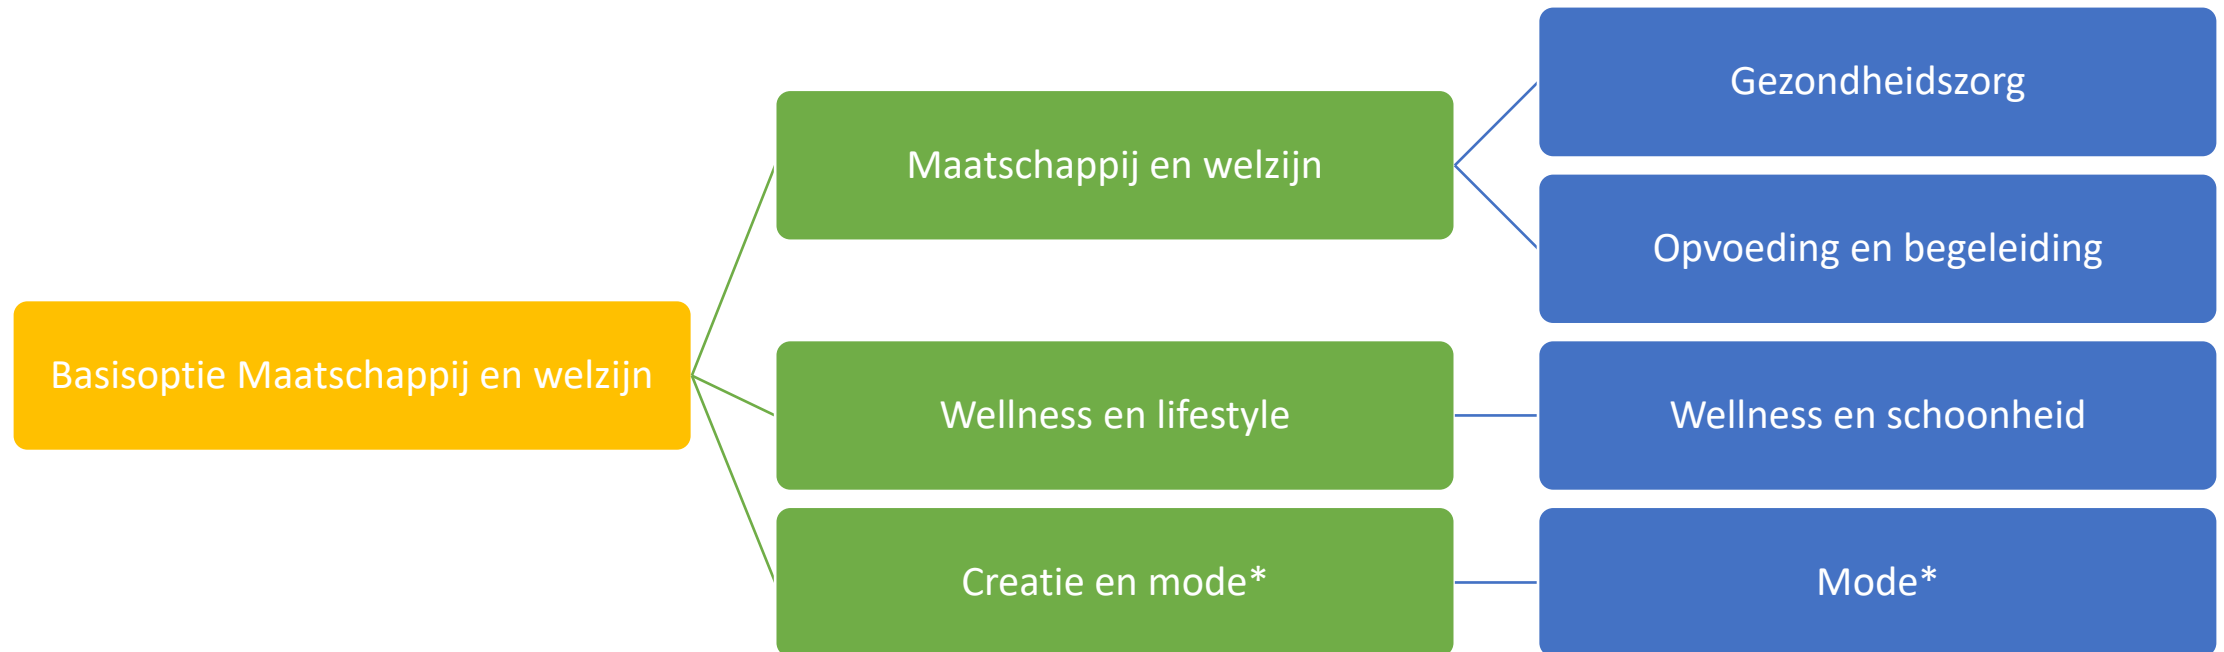 Basisoptie Maatschappij en welzijn
Maatschappij en welzijn
Gezondheidszorg
Opvoeding en begeleiding
Wellness en lifestyle
Wellness en schoonheid
Creatie en mode*
Mode*